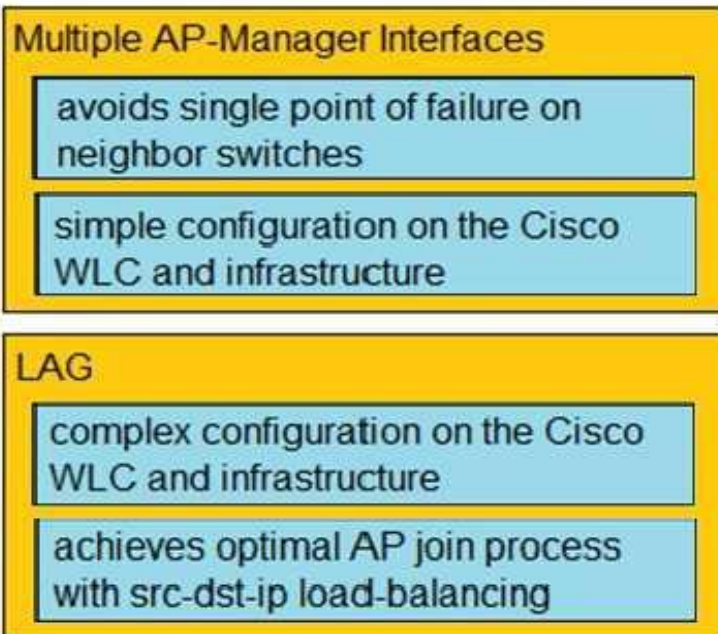 Multiple AP-Manager Interfaces
avoids single point of failure on
neighbor switches
simple configuration on the Cisco
WLC and infrastructure
LAG
complex configuration on the Cisco
WLC and infrastructure
achieves optimal AP join process
with src-dst-ip load-balancing